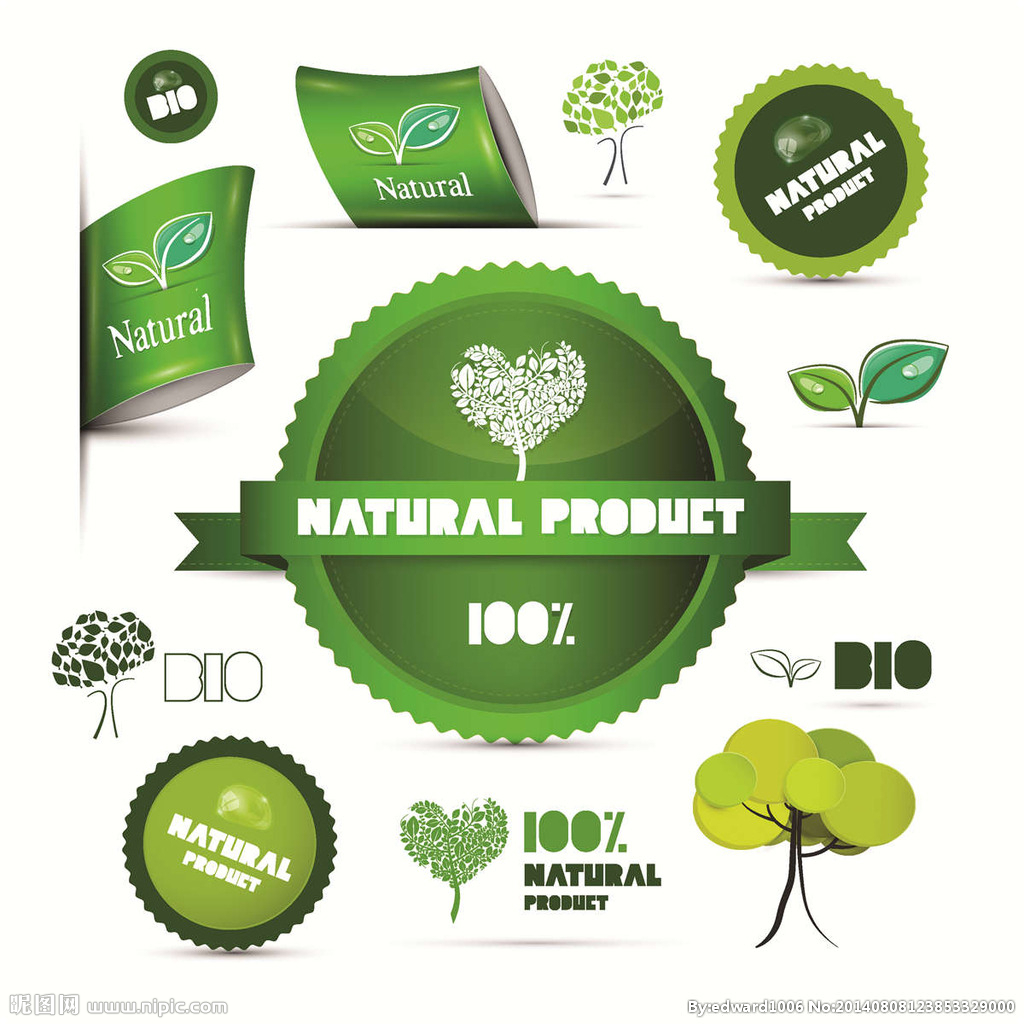 BIO
Natural
NATURAL
PRODUCT
Natural
NATURAL PRODUCT
100%
BIO
BIO
NATURAL
PRODUCT
100%
NATURAL
PRODUCT
昵图网 www.nipic.com
By:edward1006 No:20140808123853329000